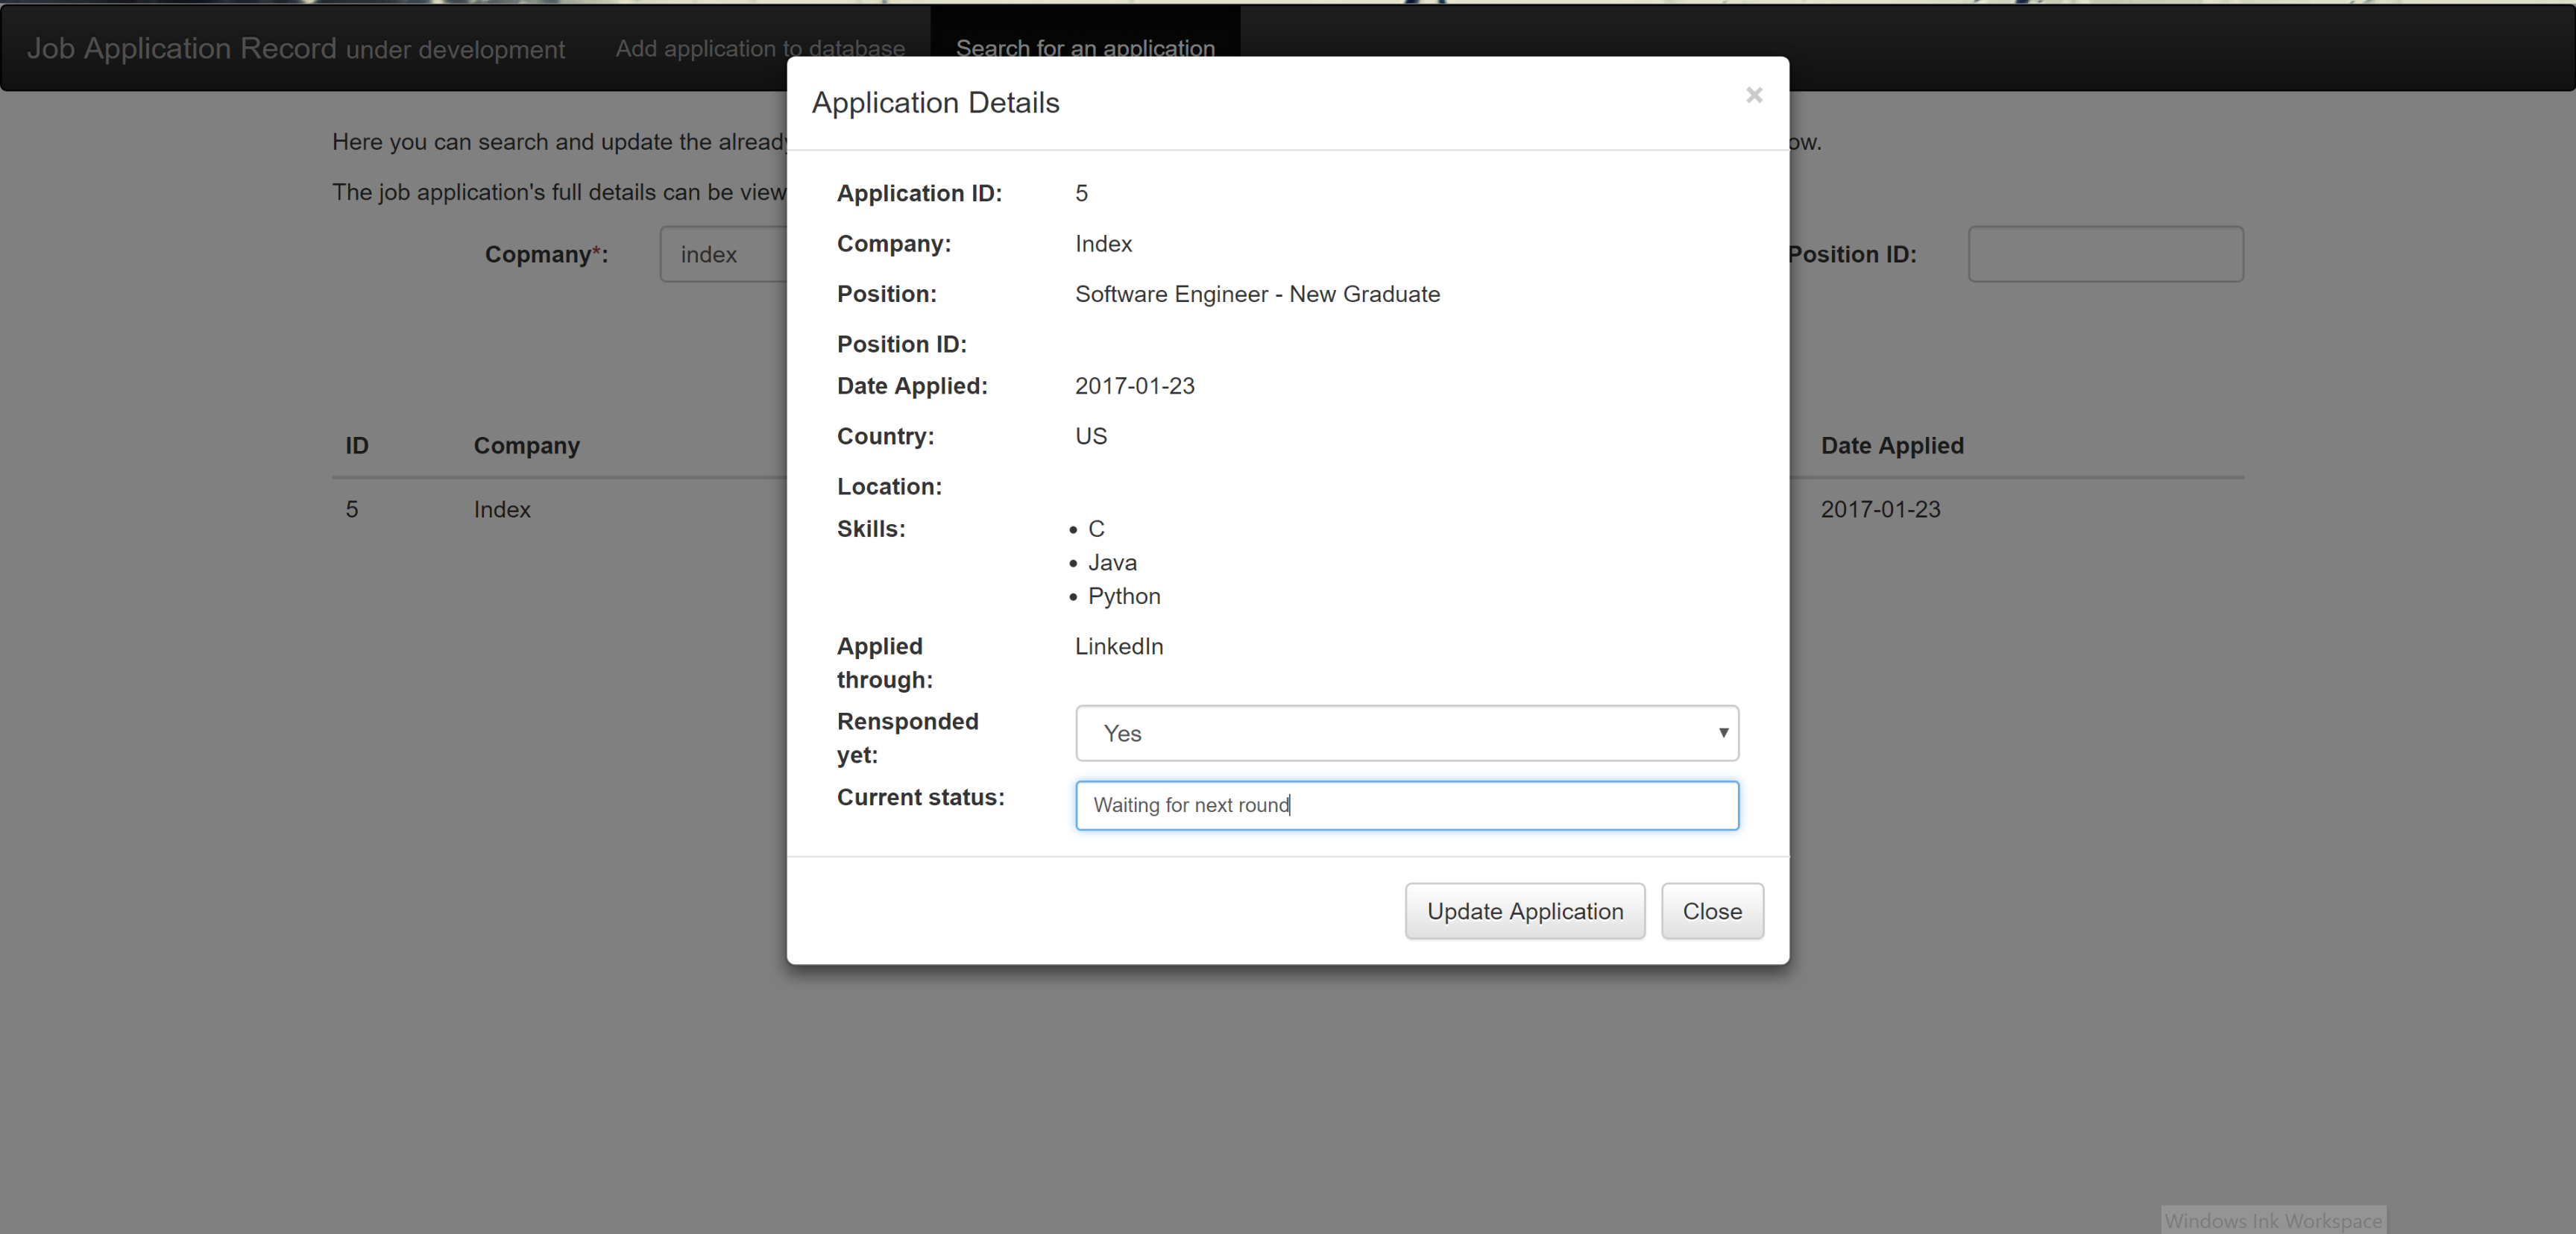 Job Application Record under development Add application to database Search for an application
Application Details ×
Here you can search and update the already ow.
The job application's full details can be view
Copmany*: index Position ID:
Application ID: 5
Company: Index
Position: Software Engineer - New Graduate
Position ID:
Date Applied: 2017-01-23
Country: US
Location:
Skills: • C
• Java
• Python
Applied LinkedIn
through:
Rensponded Yes
yet:
Current status: Waiting for next round
Update Application Close
ID Company Date Applied
5 Index 2017-01-23
Windows Ink Workspace